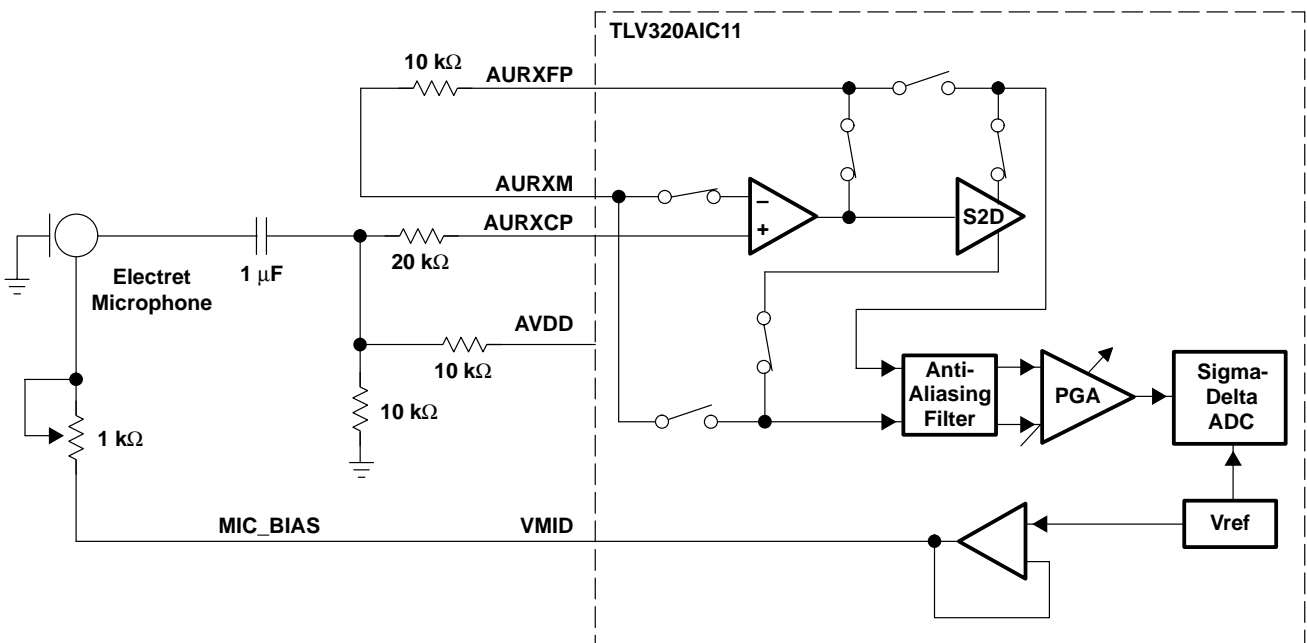 TLV320AIC11
10 kΩ
AURXFP
AURXM
–
+
S2D
AURXCP
20 kΩ
1 μF
Electret
Microphone
AVDD
10 kΩ
10 kΩ
1 kΩ
Anti-
Aliasing
Filter
PGA
Sigma-
Delta
ADC
MIC_BIAS
VMID
Vref